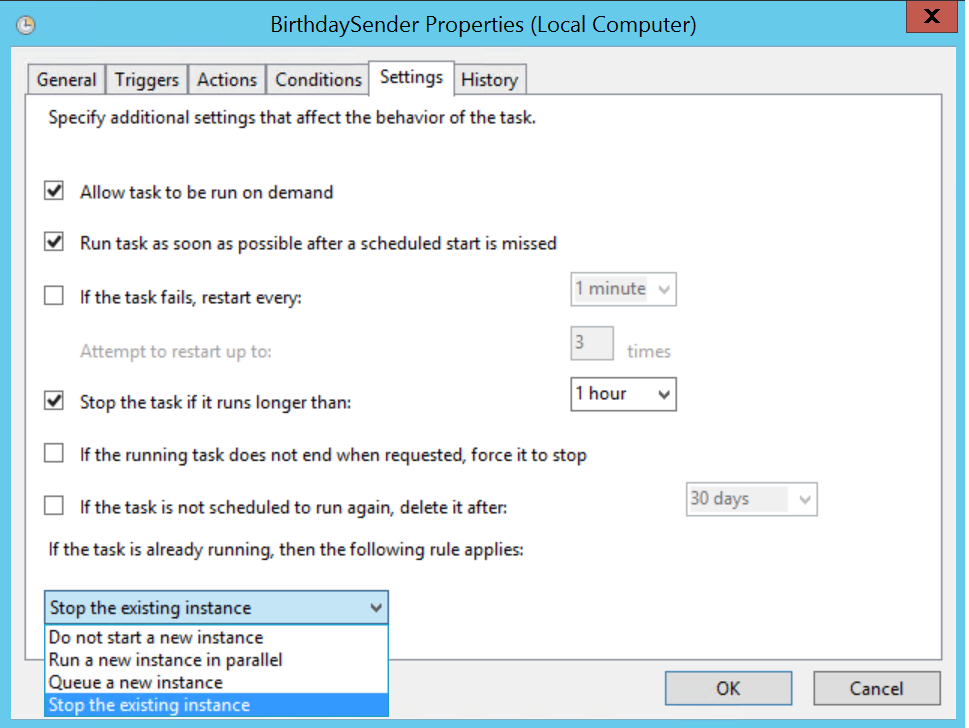 BirthdaySender Properties (Local Computer)
General Triggers Actions Conditions Settings History
Specify additional settings that affect the behavior of the task.
Allow task to be run on demand
Run task as soon as possible after a scheduled start is missed
If the task fails, restart every: 1 minute
Attempt to restart up to: 3 times
Stop the task if it runs longer than: 1 hour
If the running task does not end when requested, force it to stop
If the task is not scheduled to run again, delete it after: 30 days
If the task is already running, then the following rule applies:
Stop the existing instance
Do not start a new instance
Run a new instance in parallel
Queue a new instance
Stop the existing instance
OK Cancel